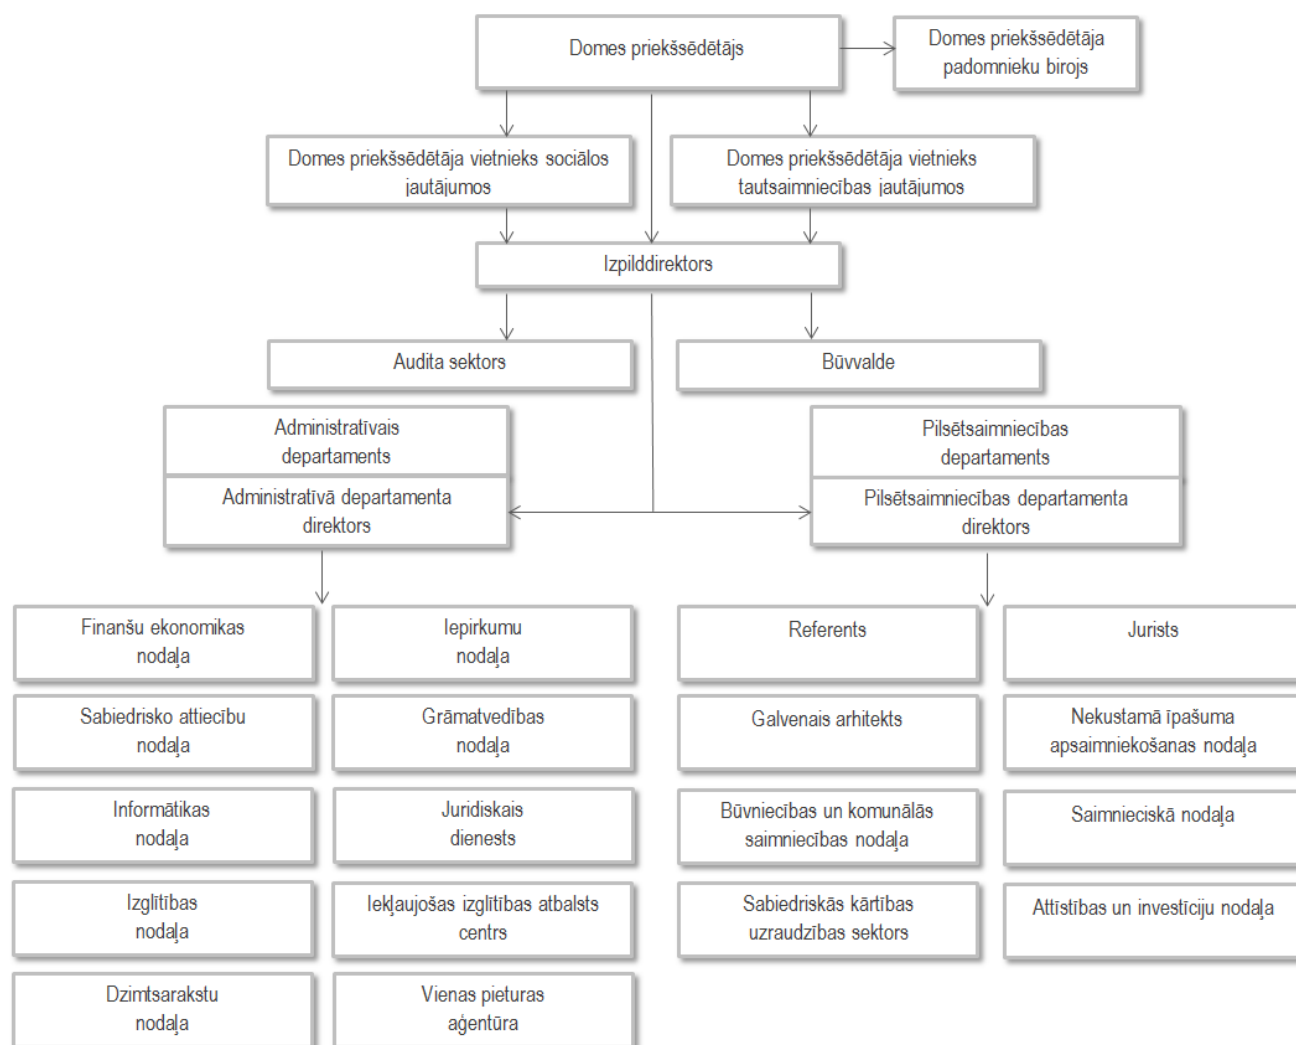 Domes priekšsēdētājs
Domes priekšsēdētāja
padomnieku birojs
Domes priekšsēdētāja vietnieks sociālos
jautājumos
Domes priekšsēdētāja vietnieks
tautsaimniecības jautājumos
Izpilddirektors
Audita sektors
Būvvalde
Administratīvais
departaments
Administratīvā departamenta
direktors
Pilsētsaimniecības
departaments
Pilsētsaimniecības departamenta
direktors
Finanšu ekonomikas
nodaļa
Iepirkumu
nodaļa
Referents
Jurists
Sabiedrisko attiecību
nodaļa
Grāmatvedības
nodaļa
Galvenais arhitekts
Nekustamā īpašuma
apsaimniekošanas nodaļa
Informātikas
nodaļa
Juridiskais
dienests
Būvniecības un komunālās
saimniecības nodaļa
Saimnieciskā nodaļa
Izglītības
nodaļa
Iekļaujošas izglītības atbalsts
centrs
Sabiedriskās kārtības
uzraudzības sektors
Attīstības un investīciju nodaļa
Dzimtsarakstu
nodaļa
Vienas pieturas
aģentūra